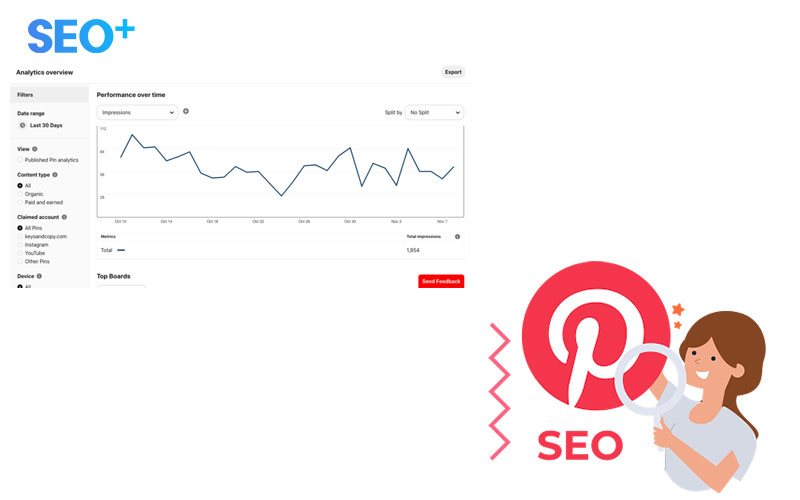 SEO+
Analytics overview
Export
Filters
Date range
Last 30 Days
View
Published Pin analytics
Content type
All
Organic
Paid and earned
Claimed account
All Pins
keysandcopy.com
Instagram
YouTube
Other Pins
Device
All
Performance over time
Impressions
Split by
No Split
112
84
56
28
Oct 10
Oct 14
Oct 18
Oct 22
Oct 26
Oct 30
Nov 3
Nov 7
Metrics
Total Impressions
Total
1,854
Top Boards
Send Feedback
SEO